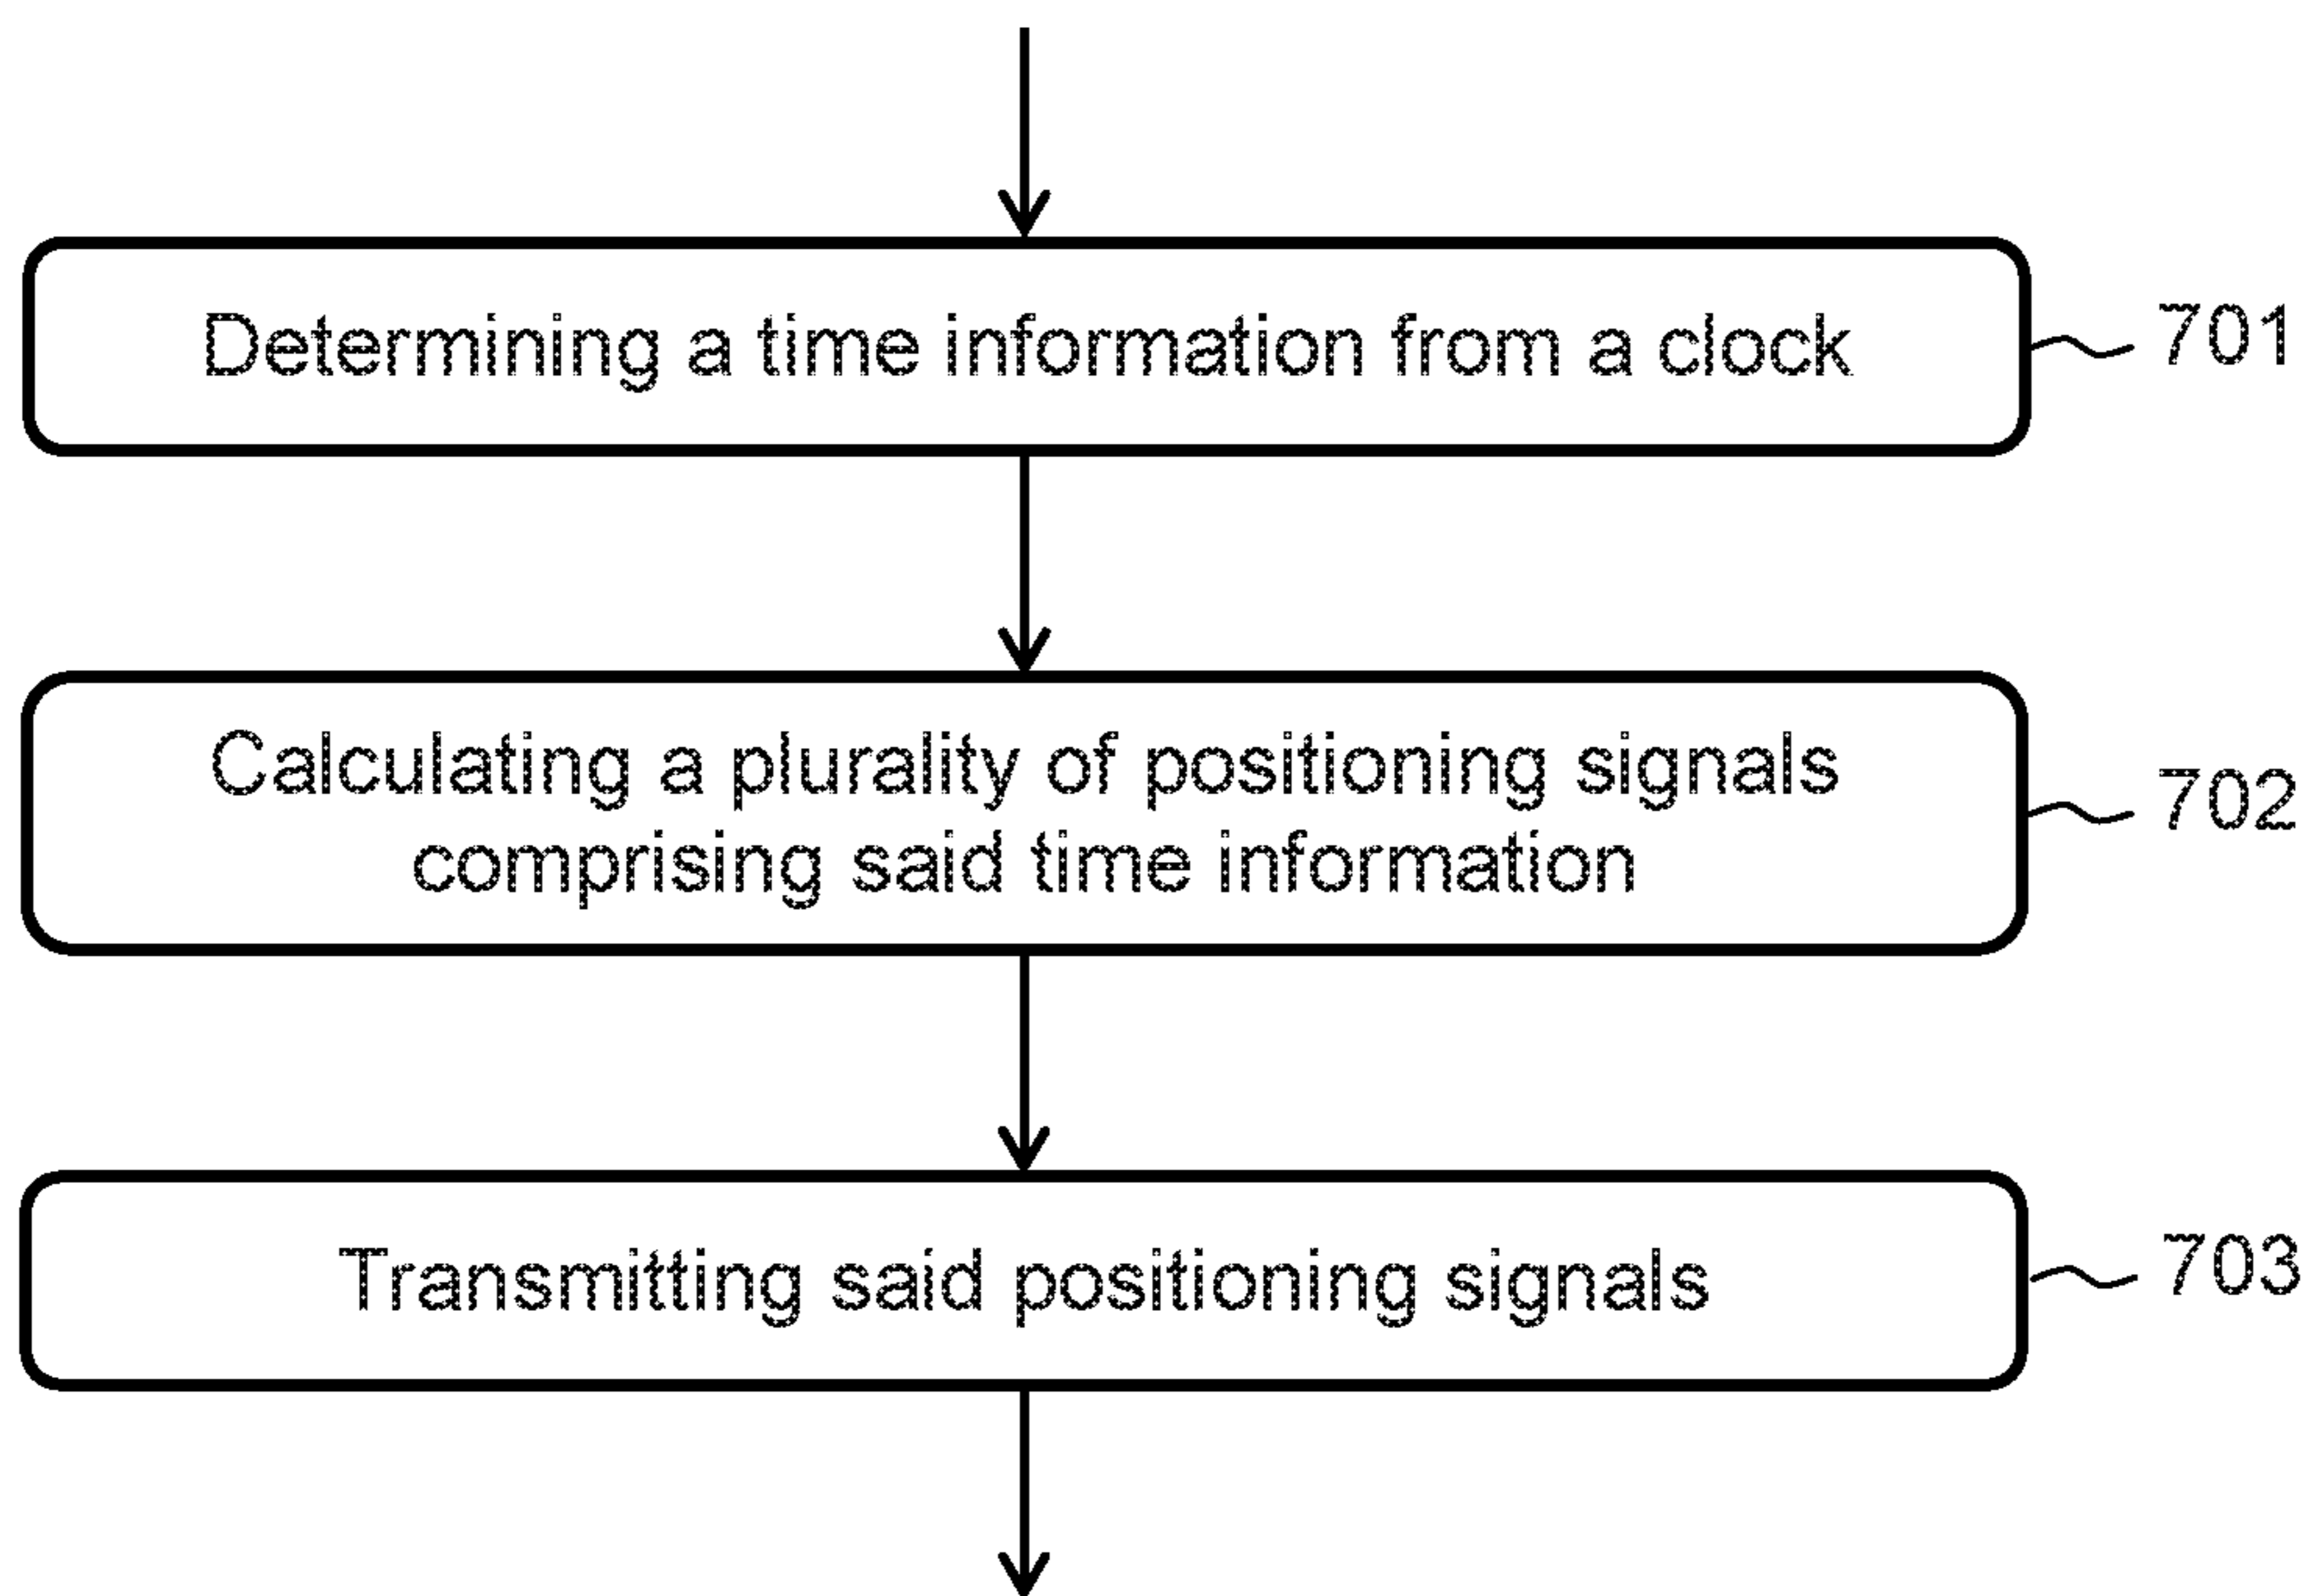 Determining a time information from a clock
701
Calculating a plurality of positioning signals
comprising said time information
702
Transmitting said positioning signals
703